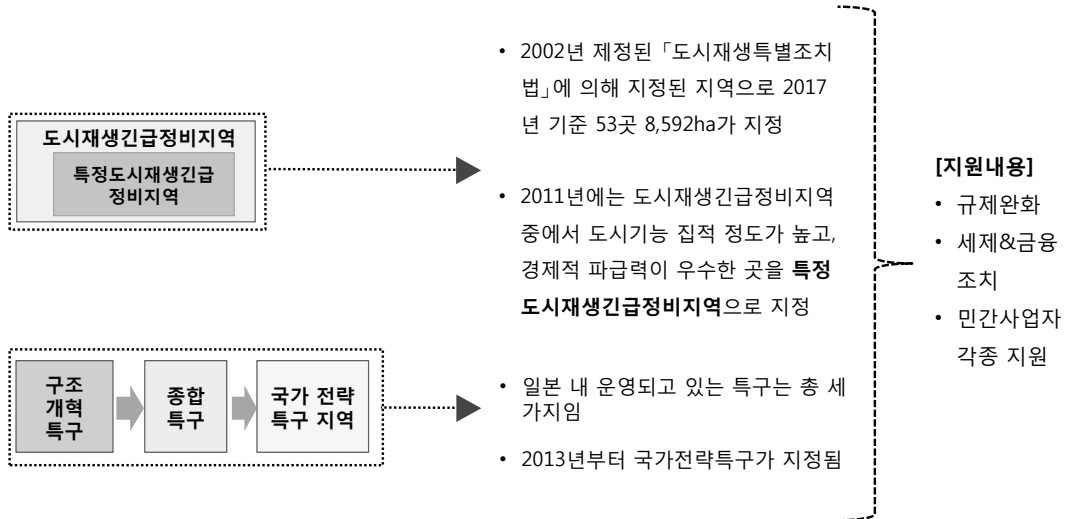 도시재생긴급정비지역
특정도시재생긴급
정비지역
• 2002년 제정된 「도시재생특별조치
법」에 의해 지정된 지역으로 2017
년 기준 53곳 8,592ha가 지정
• 2011년에는 도시재생긴급정비지역
중에서 도시기능 집적 정도가 높고,
경제적 파급력이 우수한 곳을 특정
도시재생긴급정비지역으로 지정
구조
개혁
특구
종합
특구
국가 전략
특구 지역
• 일본 내 운영되고 있는 특구는 총 세
가지임
• 2013년부터 국가전략특구가 지정됨
[지원내용]
• 규제완화
• 세제&금융
조치
• 민간사업자
각종 지원